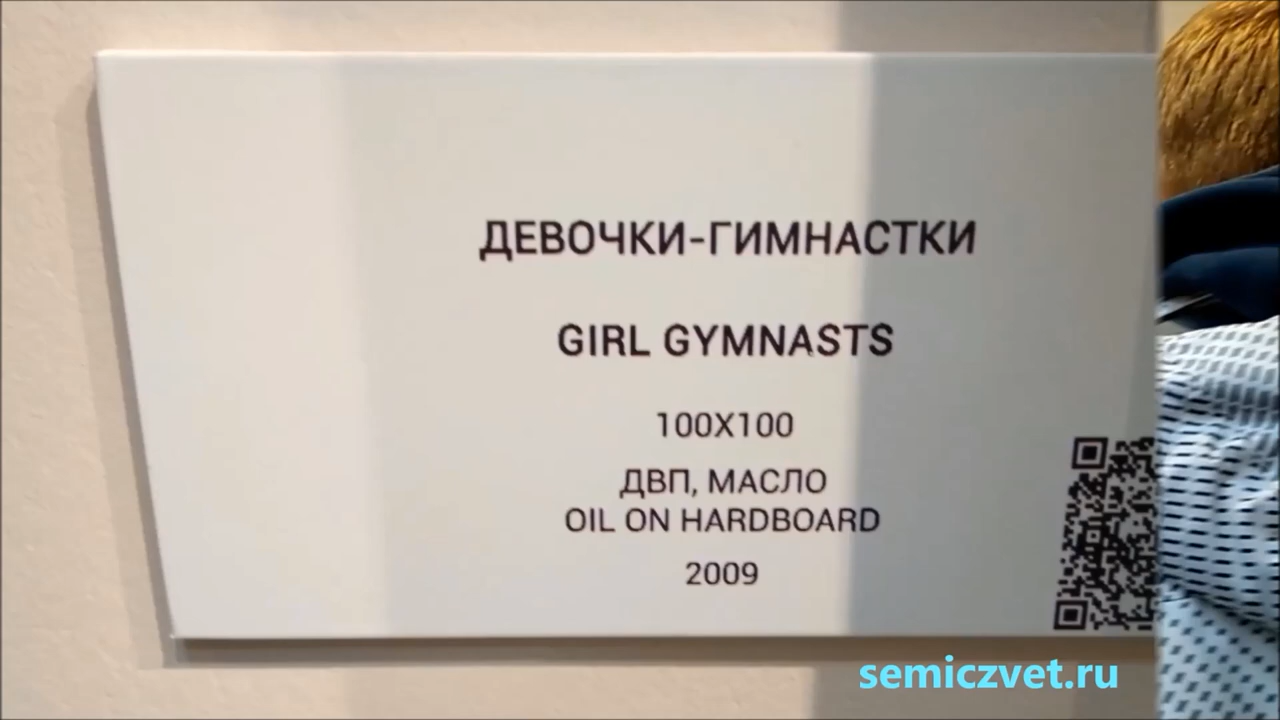 ДЕВОЧКИ-ГИМНАСТКИ
GIRL GYMNASTS
100X100
ДВП, МАСЛО
OIL ON HARDBOARD
2009
semiczvet.ru